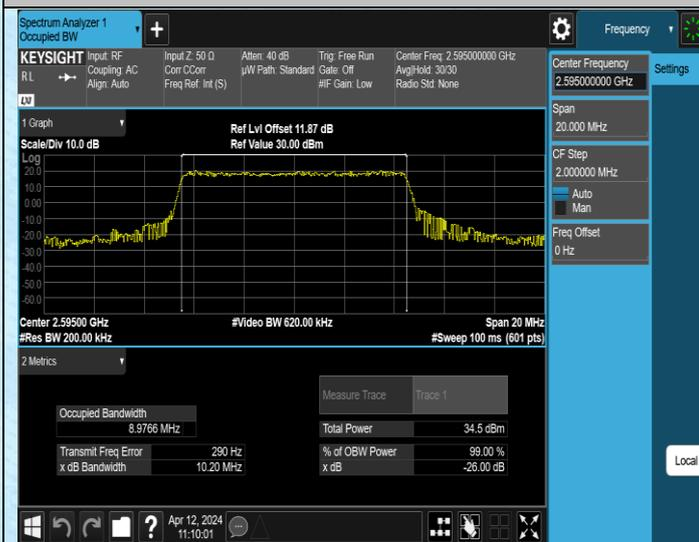 Spectrum Analyzer 1
Occupied BW
Frequency
KEYSIGHT
RL
LXI
Input: RF
Coupling: AC
Align: Auto
Input Z: 50 Ω
Corr CCorr
Freq Ref: Int (S)
Atten: 40 dB
µW Path: Standard
Trig: Free Run
Gate: Off
#IF Gain: Low
Center Freq: 2.595000000 GHz
Avg|Hold: 30/30
Radio Std: None
Center Frequency
2.595000000 GHz
Settings
Span
20.000 MHz
CF Step
2.000000 MHz
Auto
Man
Freq Offset
0 Hz
Local
1 Graph
Scale/Div 10.0 dB
Ref Lvl Offset 11.87 dB
Ref Value 30.00 dBm
Log
20.0
10.0
0.00
-10.0
-20.0
-30.0
-40.0
-50.0
-60.0
Center 2.59500 GHz
#Video BW 620.00 kHz
Span 20 MHz
#Res BW 200.00 kHz
#Sweep 100 ms (601 pts)
2 Metrics
Measure Trace
Trace 1
Occupied Bandwidth
8.9766 MHz
Total Power
34.5 dBm
Transmit Freq Error
290 Hz
% of OBW Power
99.00 %
x dB Bandwidth
10.20 MHz
x dB
-26.00 dB
?
Apr 12, 2024
11:10:01